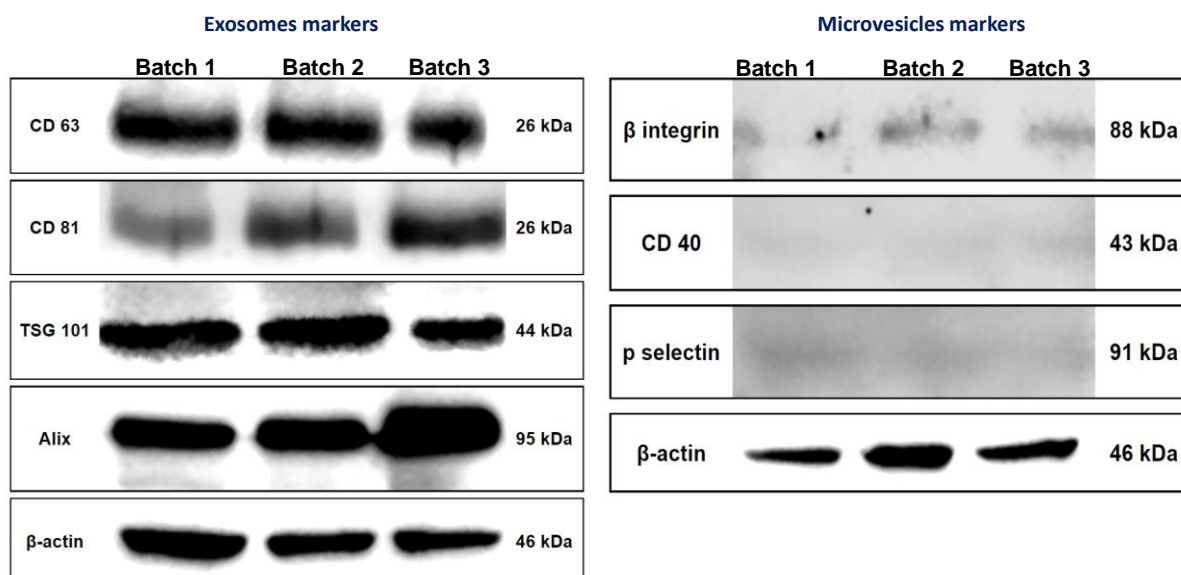 Exosomes markers
Batch 1 Batch 2 Batch 3
CD 63 26 kDa
CD 81 26 kDa
TSG 101 44 kDa
Alix 95 kDa
β-actin 46 kDa
Microvesicles markers
Batch 1 Batch 2 Batch 3
β integrin 88 kDa
CD 40 43 kDa
p selectin 91 kDa
β-actin 46 kDa